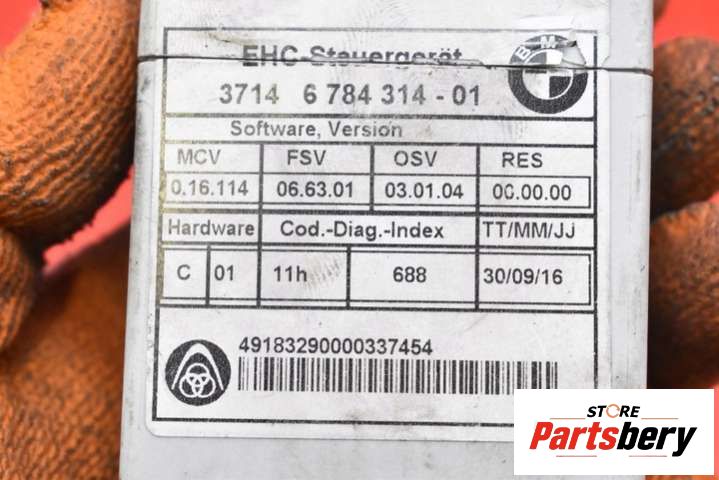 EHC-Steuergerät
BMW
3714 6 784 314 - 01
Software, Version
MCV FSV OSV RES
0.16.114 06.63.01 03.01.04 00.00.00
Hardware Cod.-Diag.-Index TT/MM/JJ
C 01 11h 688 30/09/16
49183290000337454
STORE
Partsbery